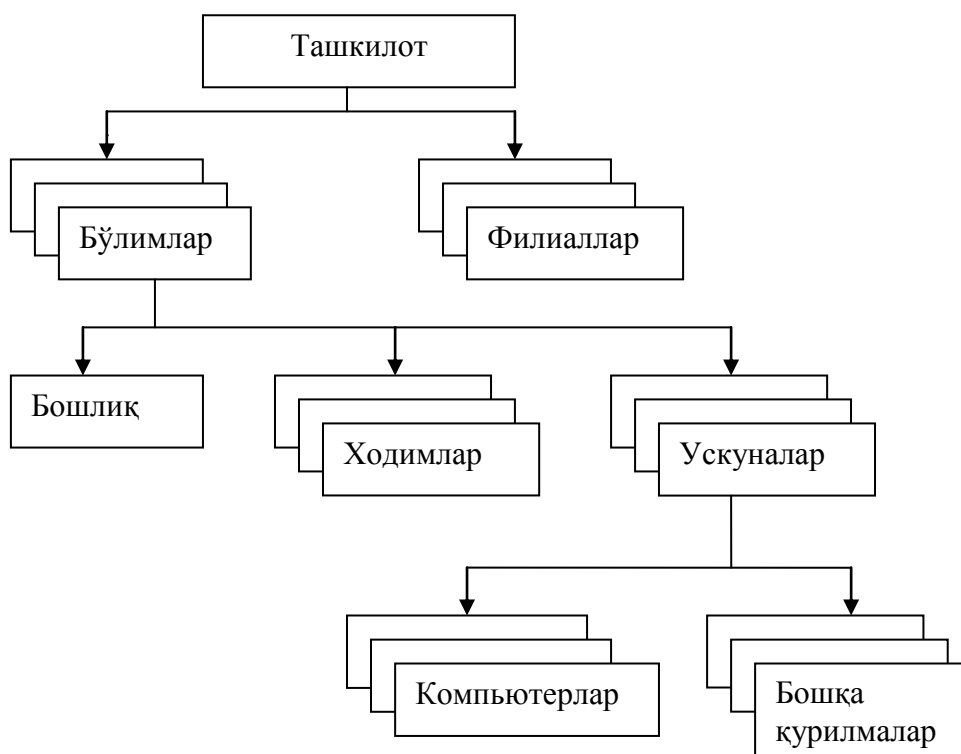 Ташкилот
Бўлимлар
Филиаллар
Бошлиқ
Ходимлар
Ускуналар
Компьютерлар
Бошқа
қурилмалар